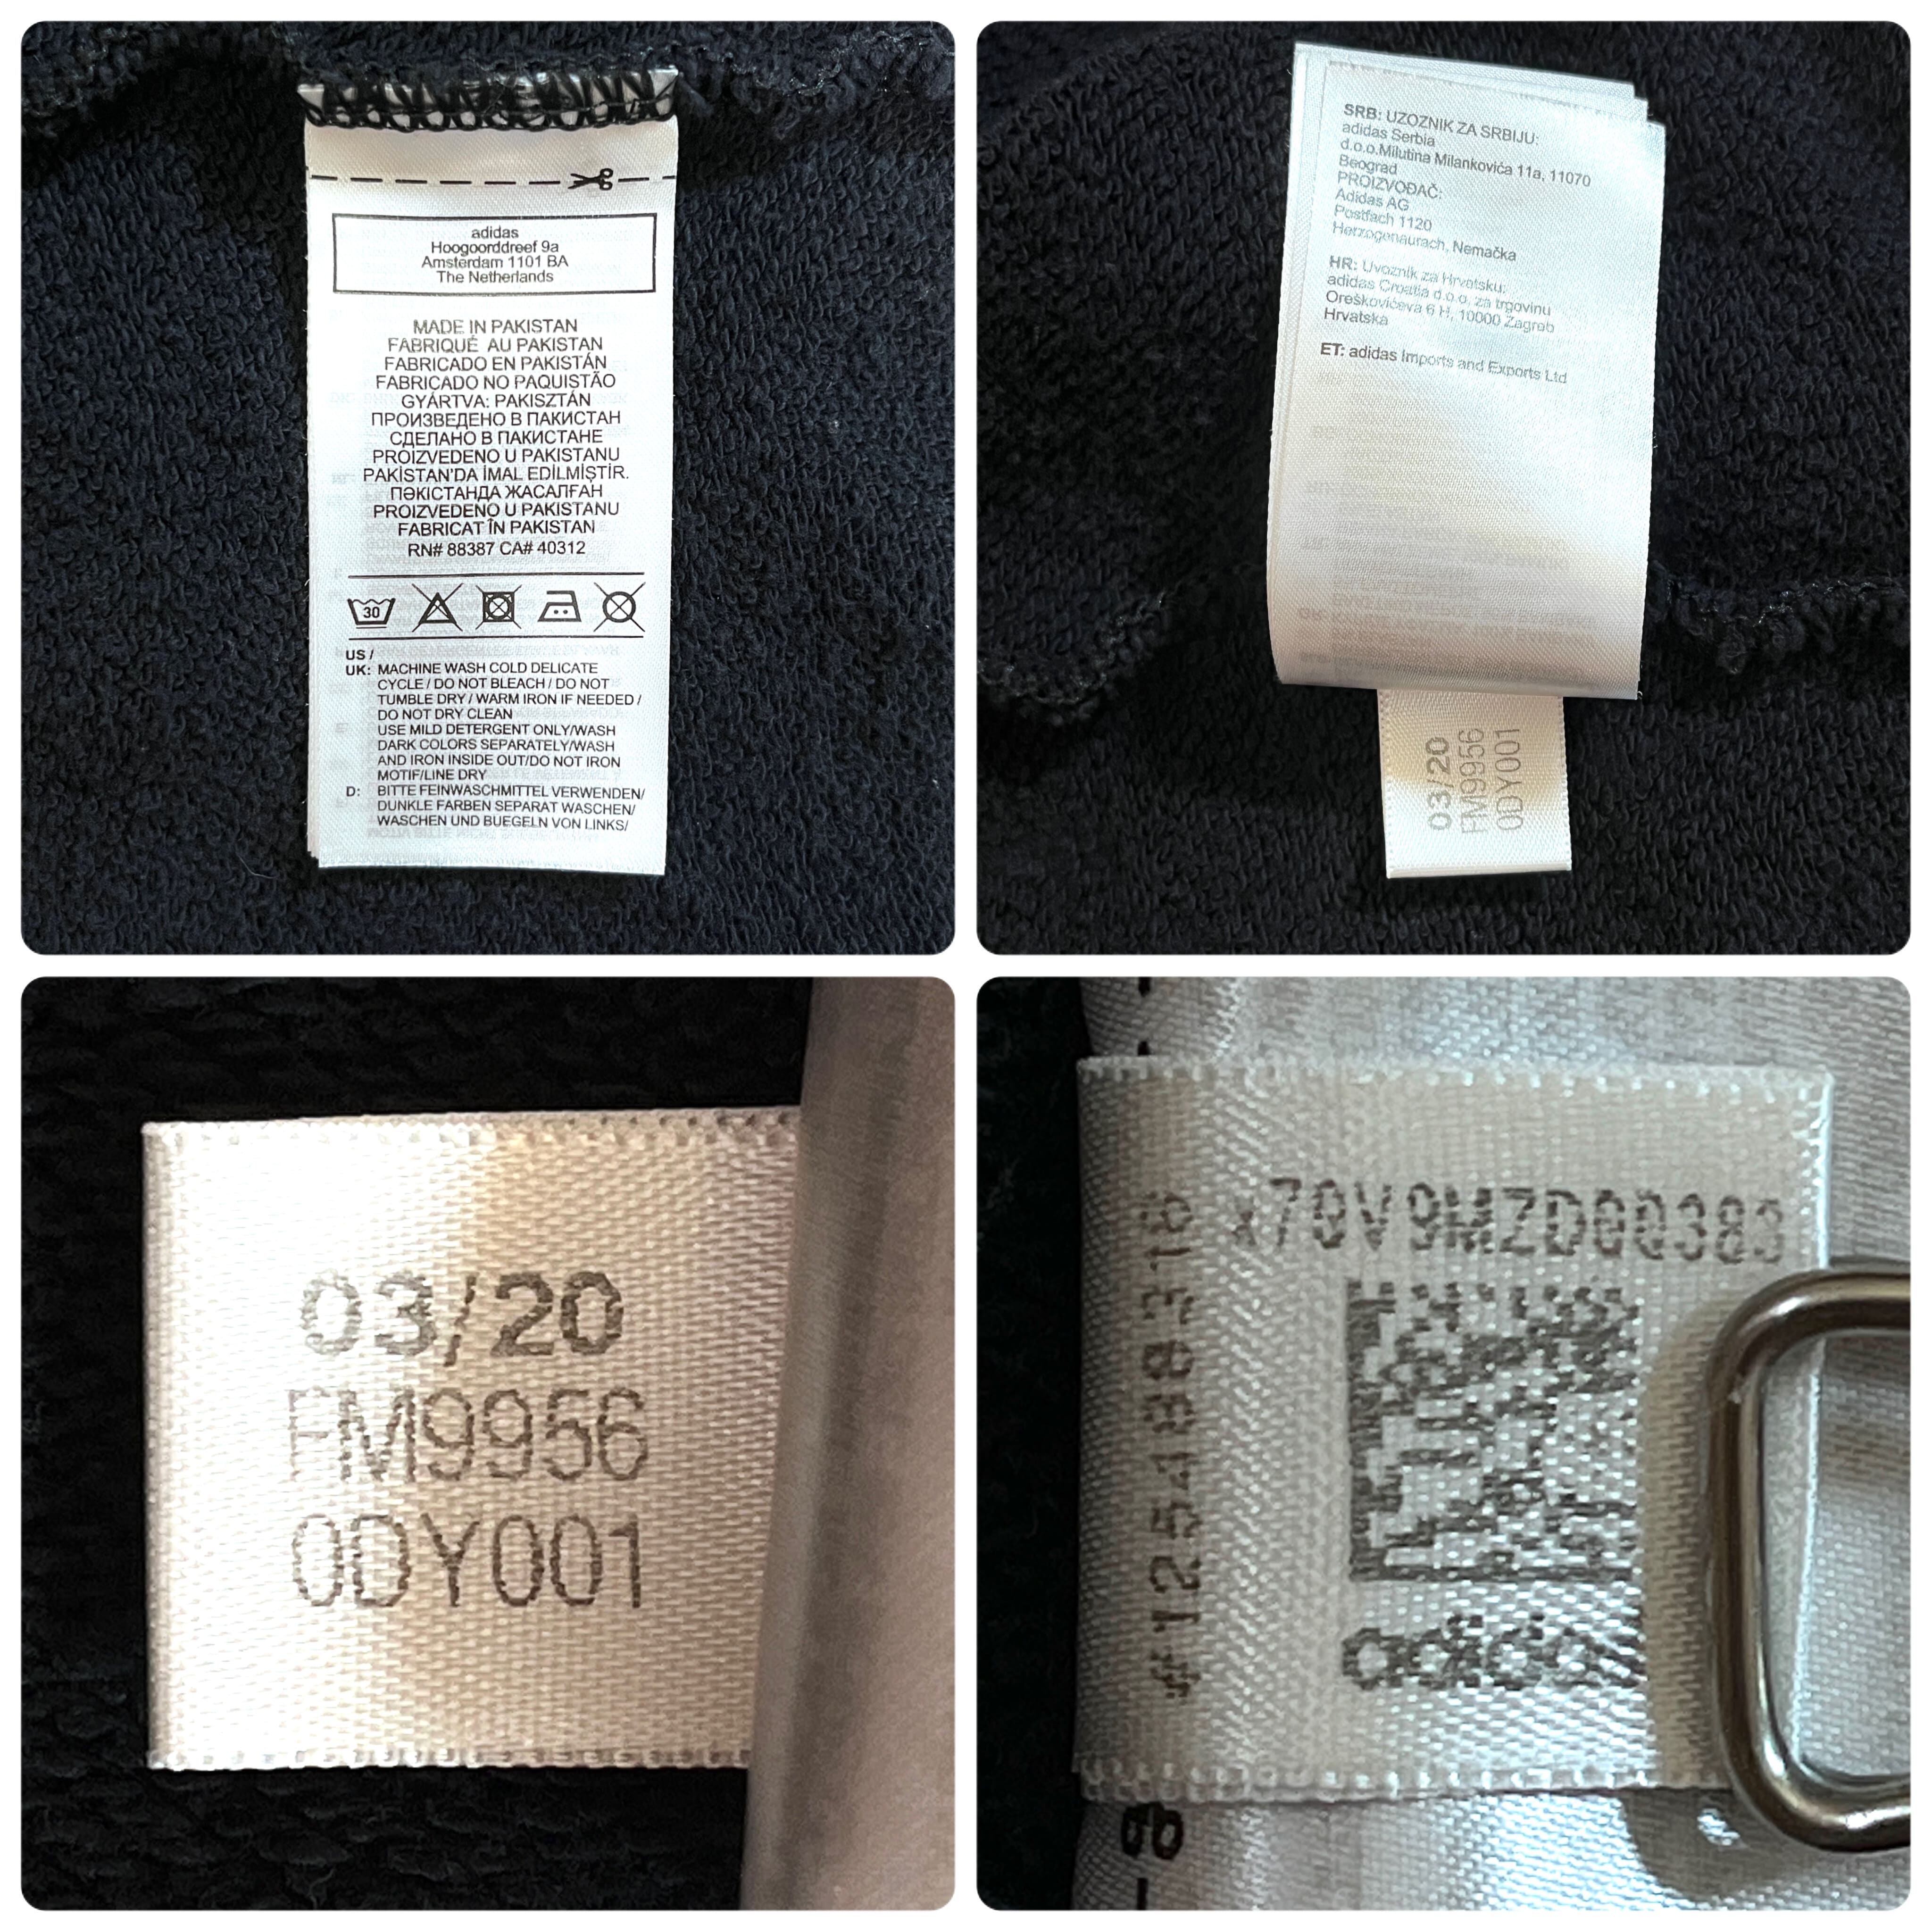 adidas
Hoogoorddreef 9a
Amsterdam 1101 BA
The Netherlands
MADE IN PAKISTAN
FABRIQUÉ AU PAKISTAN
FABRICADO EN PAKISTÁN
FABRICADO NO PAQUISTÃO
GYÁRTVA: PAKISZTÁN
ПРОИЗВЕДЕНО В ПАКИСТАН
СДЕЛАНО В ПАКИСТАНЕ
PROIZVEDENO U PAKISTANU
PAKİSTAN'DA İMAL EDİLMİŞTİR.
ПӘКІСТАНДА ЖАСАЛҒАН
PROIZVEDENO U PAKISTANU
FABRICAT ÎN PAKISTAN
RN# 88387 CA# 40312
30
US /
UK: MACHINE WASH COLD DELICATE
CYCLE / DO NOT BLEACH / DO NOT
TUMBLE DRY / WARM IRON IF NEEDED /
DO NOT DRY CLEAN
USE MILD DETERGENT ONLY/WASH
DARK COLORS SEPARATELY/WASH
AND IRON INSIDE OUT/DO NOT IRON
MOTIF/LINE DRY
D: BITTE FEINWASCHMITTEL VERWENDEN/
DUNKLE FARBEN SEPARAT WASCHEN/
WASCHEN UND BUEGELN VON LINKS/
SRB: UZOZNIK ZA SRBIJU:
adidas Serbia
d.o.o.Milutina Milankovića 11a, 11070
Beograd
PROIZVOĐAČ:
Adidas AG
Postfach 1120
Herzogenaurach, Nemačka
HR: Uvoznik za Hrvatsku:
adidas Croatia d.o.o. za trgovinu
Oreškovićeva 6 H, 10000 Zagreb
Hrvatska
ET: adidas Imports and Exports Ltd
03/20
FM9956
0DY001
03/20
FM9956
0DY001
adidas